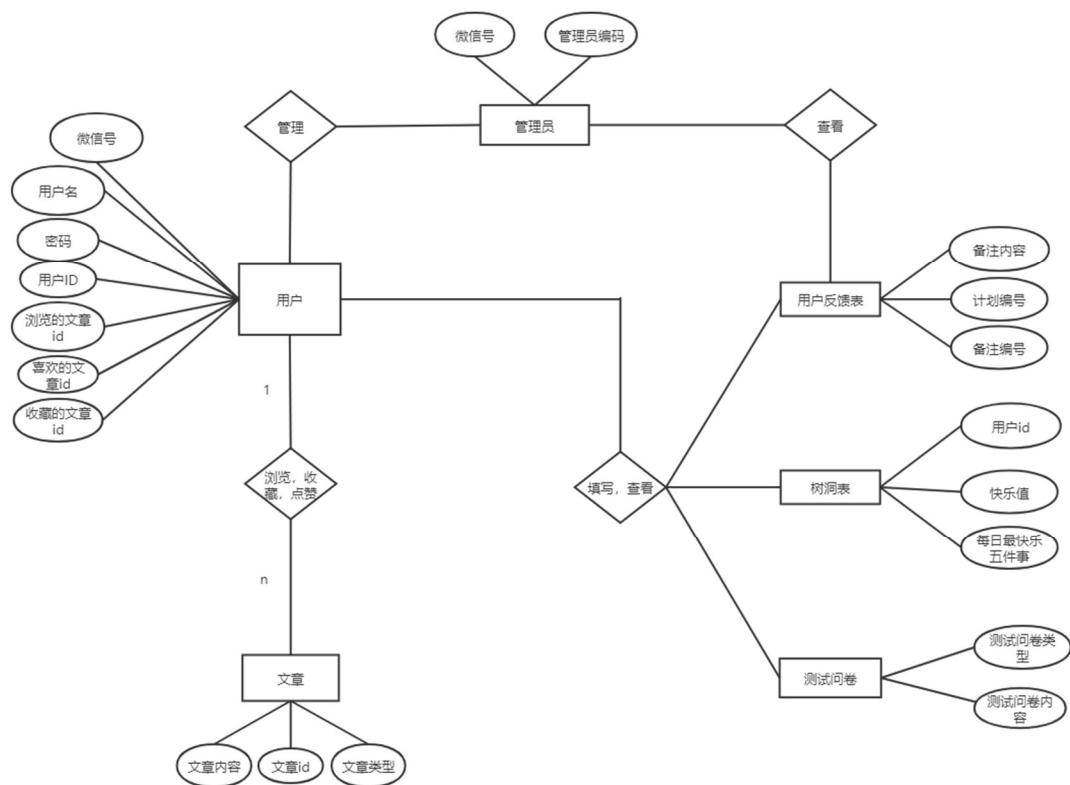 微信号
管理员编码
管理
管理员
查看
微信号
用户名
密码
用户ID
浏览的文章
id
喜欢的文
章id
收藏的文章
id
用户
用户反馈表
备注内容
计划编号
备注编号
1
浏览，收
藏，点赞
填写，查看
树洞表
用户id
快乐值
每日最快乐
五件事
n
文章
测试问卷
测试问卷类
型
测试问卷内
容
文章内容
文章id
文章类型